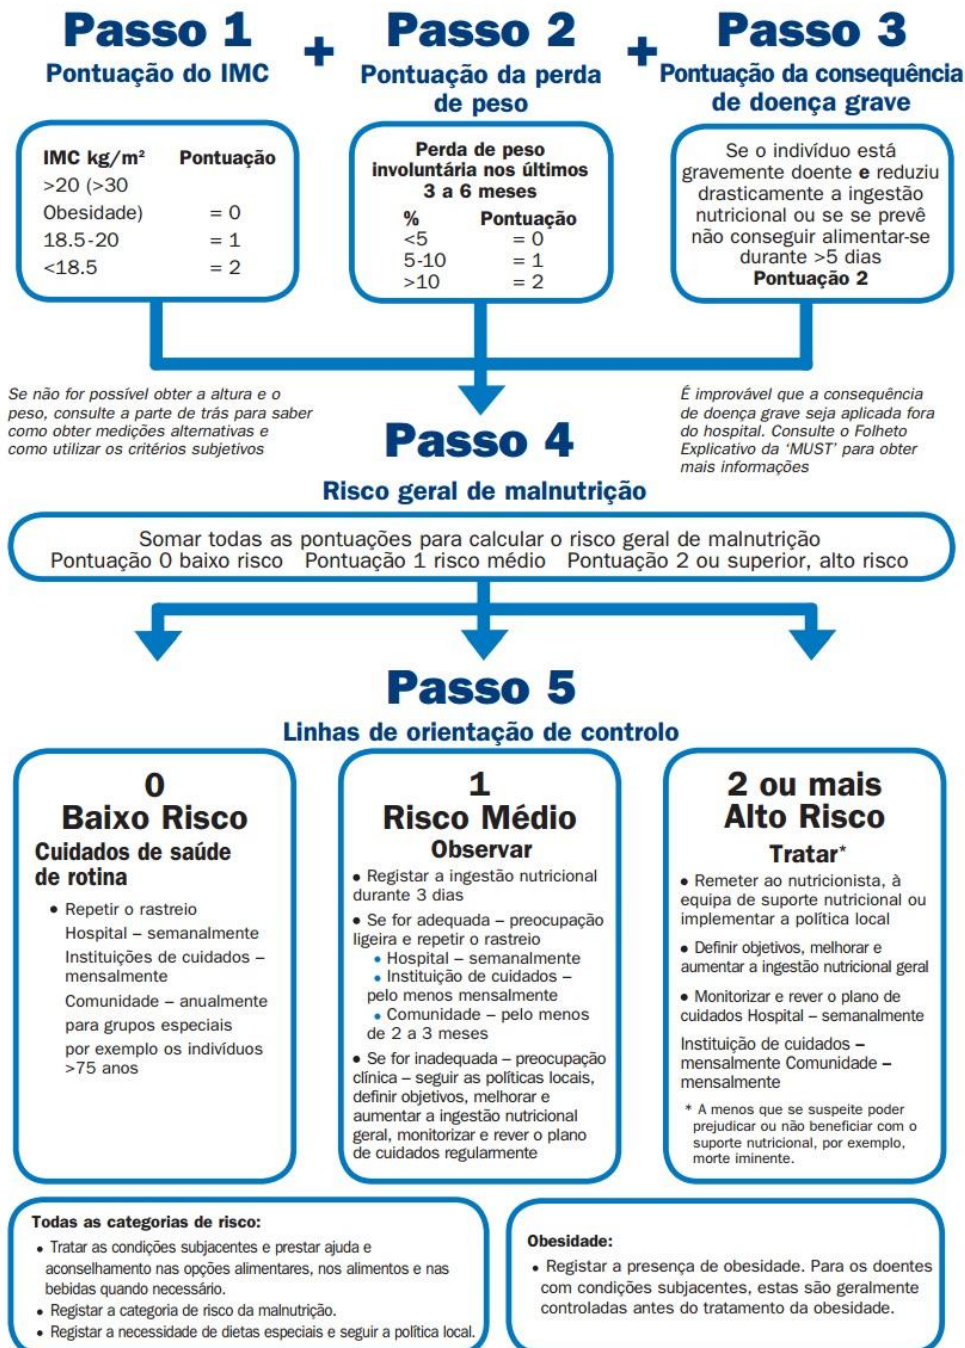 Passo 1 + Passo 2 + Passo 3
Pontuação do IMC
Pontuação da perda
de peso
Pontuação da consequência
de doença grave
IMC kg/m² Pontuação
>20 (>30
Obesidade) = 0
18.5-20 = 1
<18.5 = 2
Perda de peso
involuntária nos últimos
3 a 6 meses
% Pontuação
<5 = 0
5-10 = 1
>10 = 2
Se o indivíduo está
gravemente doente e reduziu
drasticamente a ingestão
nutricional ou se se prevê
não conseguir alimentar-se
durante >5 dias
Pontuação 2
Se não for possível obter a altura e o
peso, consulte a parte de trás para saber
como obter medições alternativas e
como utilizar os critérios subjetivos
É improvável que a consequência
de doença grave seja aplicada fora
do hospital. Consulte o Folheto
Explicativo da ‘MUST’ para obter
mais informações
Passo 4
Risco geral de malnutrição
Somar todas as pontuações para calcular o risco geral de malnutrição
Pontuação 0 baixo risco Pontuação 1 risco médio Pontuação 2 ou superior, alto risco
Passo 5
Linhas de orientação de controlo
0
Baixo Risco
Cuidados de saúde
de rotina
• Repetir o rastreio
Hospital – semanalmente
Instituições de cuidados –
mensalmente
Comunidade – anualmente
para grupos especiais
por exemplo os indivíduos
>75 anos
1
Risco Médio
Observar
• Registar a ingestão nutricional
durante 3 dias
• Se for adequada – preocupação
ligeira e repetir o rastreio
• Hospital – semanalmente
• Instituição de cuidados –
pelo menos mensalmente
• Comunidade – pelo menos
de 2 a 3 meses
• Se for inadequada – preocupação
clínica – seguir as políticas locais,
definir objetivos, melhorar e
aumentar a ingestão nutricional
geral, monitorizar e rever o plano
de cuidados regularmente
2 ou mais
Alto Risco
Tratar*
• Remeter ao nutricionista, à
equipa de suporte nutricional ou
implementar a política local
• Definir objetivos, melhorar e
aumentar a ingestão nutricional geral
• Monitorizar e rever o plano de
cuidados Hospital – semanalmente
Instituição de cuidados –
mensalmente Comunidade –
mensalmente
* A menos que se suspeite poder
prejudicar ou não beneficiar com o
suporte nutricional, por exemplo,
morte iminente.
Todas as categorias de risco:
• Tratar as condições subjacentes e prestar ajuda e
aconselhamento nas opções alimentares, nos alimentos e nas
bebidas quando necessário.
• Registar a categoria de risco da malnutrição.
• Registar a necessidade de dietas especiais e seguir a política local.
Obesidade:
• Registar a presença de obesidade. Para os doentes
com condições subjacentes, estas são geralmente
controladas antes do tratamento da obesidade.